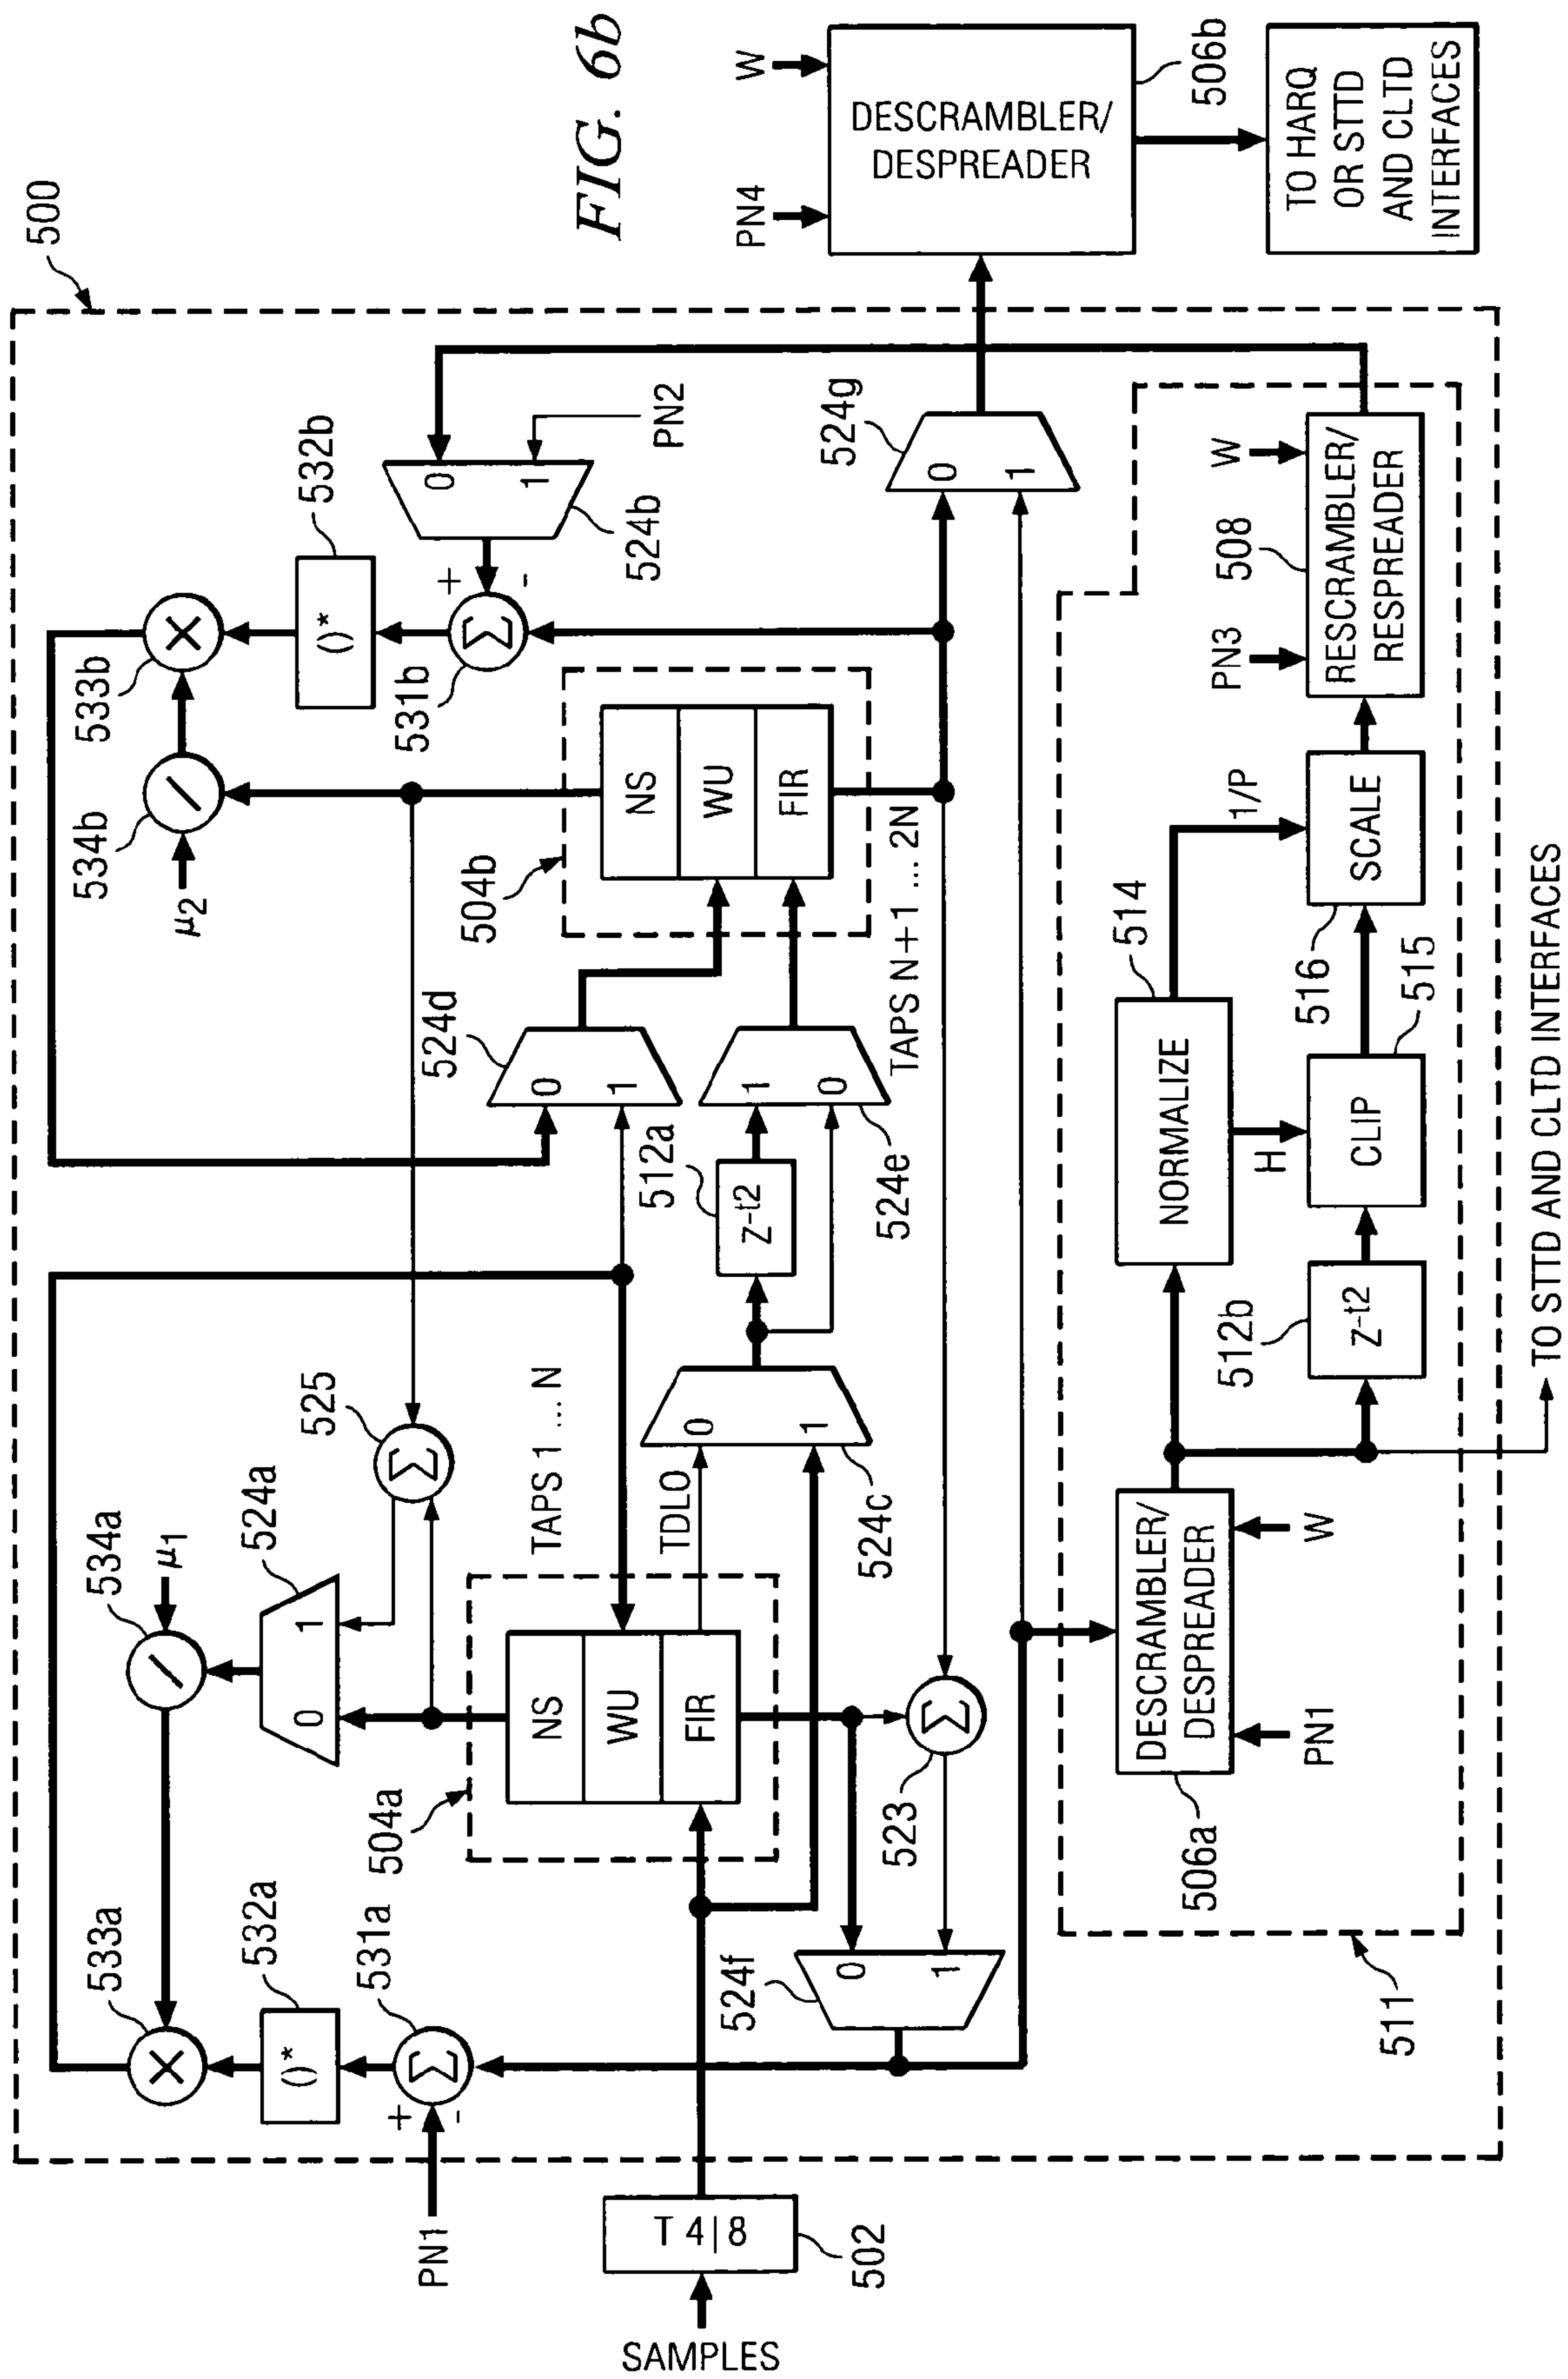 FIG. 6b
500
533a
533b
534a
μ1
534b
μ2
532a
()*
532b
()*
531a
Σ
+
-
PN1
524a
0
1
525
Σ
531b
Σ
+
-
524b
0
1
PN2
504a
NS
WU
FIR
TAPS 1 ... N
TDLO
524c
0
1
524d
0
1
512a
Z-t2
524e
1
0
504b
NS
WU
FIR
TAPS N+1 ... 2N
SAMPLES
T 4|8
502
524f
0
1
523
Σ
524g
0
1
PN4
W
DESCRAMBLER/
DESPREADER
506b
TO HARQ
OR STTD
AND CLTD
INTERFACES
511
506a
DESCRAMBLER/
DESPREADER
PN1
W
NORMALIZE
514
H
1/P
512b
Z-t2
CLIP
515
516
SCALE
PN3
508
W
RESCRAMBLER/
RESPREADER
TO STTD AND CLTD INTERFACES